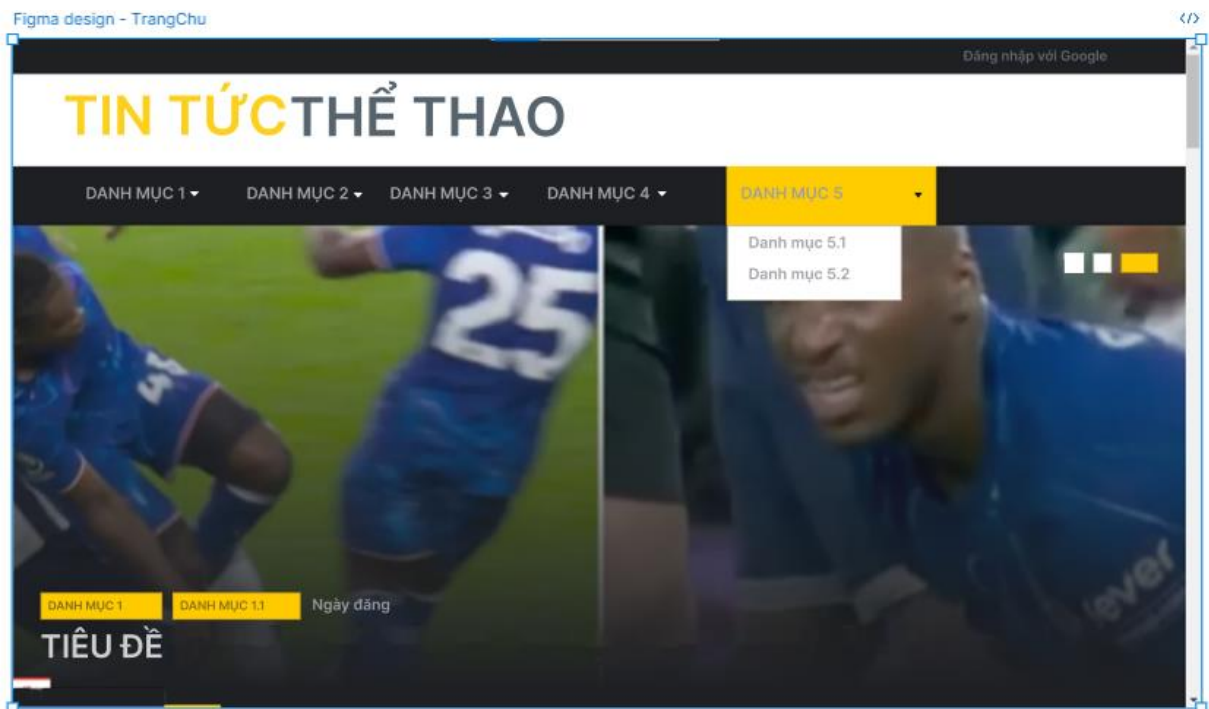 Figma design - TrangChu
</>
Đăng nhập với Google
TIN TỨCTHỂ THAO
DANH MỤC 1 DANH MỤC 2 DANH MỤC 3 DANH MỤC 4 DANH MỤC 5
Danh mục 5.1
Danh mục 5.2
25
DANH MỤC 1 DANH MỤC 1.1 Ngày đăng
TIÊU ĐỀ